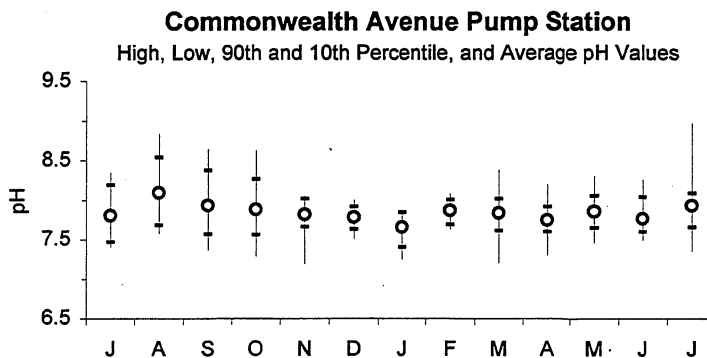 Commonwealth Avenue Pump Station
High, Low, 90th and 10th Percentile, and Average pH Values
9.5
8.5
pH
7.5
6.5
J A S O N D J F M A M J J